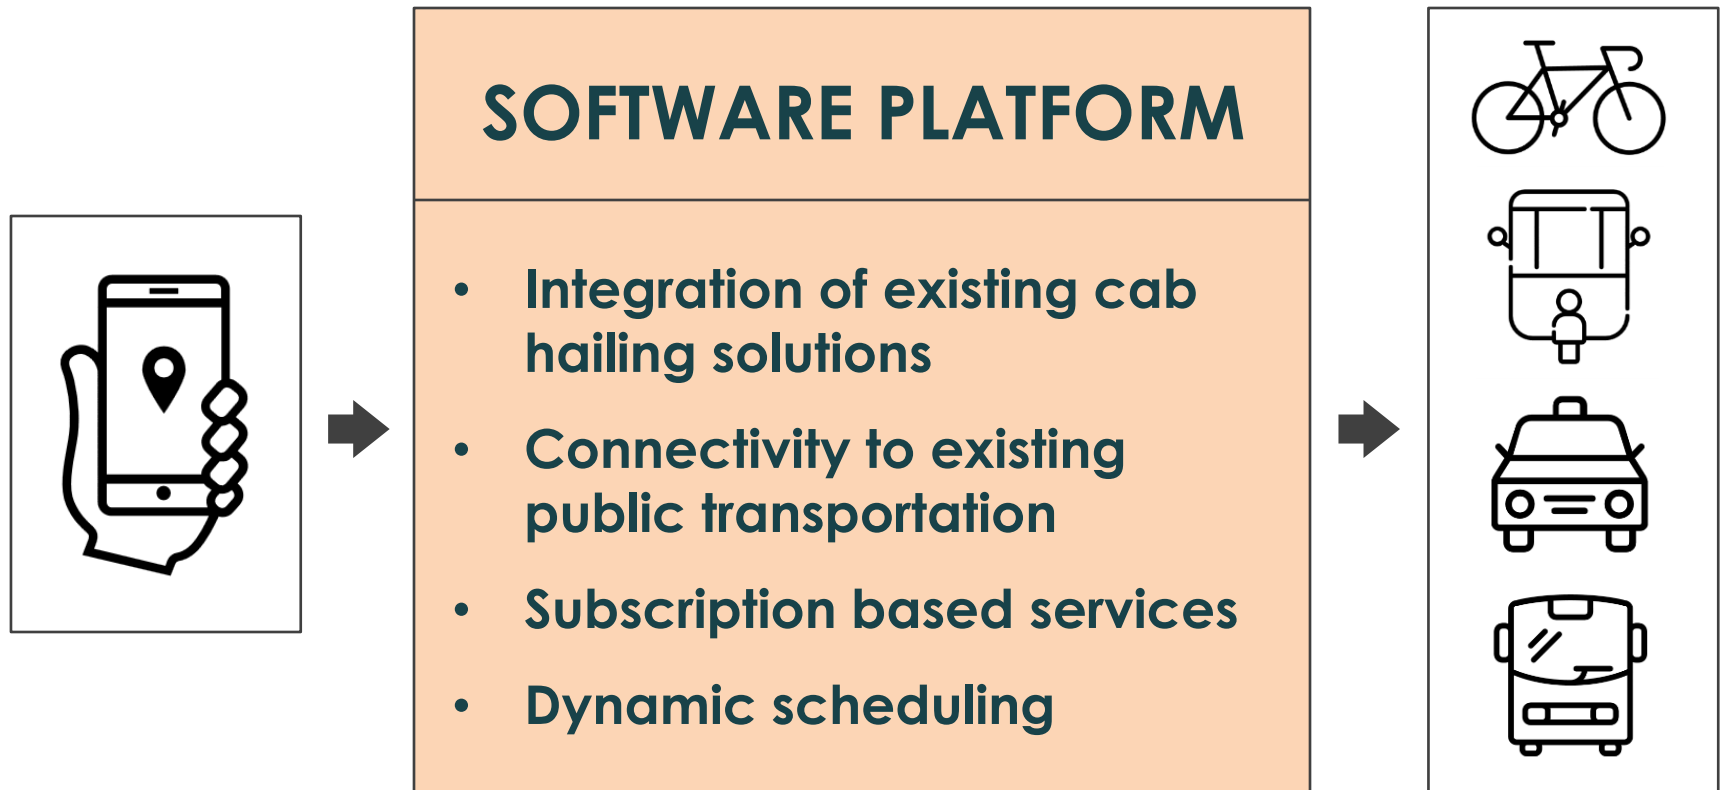 SOFTWARE PLATFORM
• Integration of existing cab
hailing solutions
• Connectivity to existing
public transportation
• Subscription based services
• Dynamic scheduling